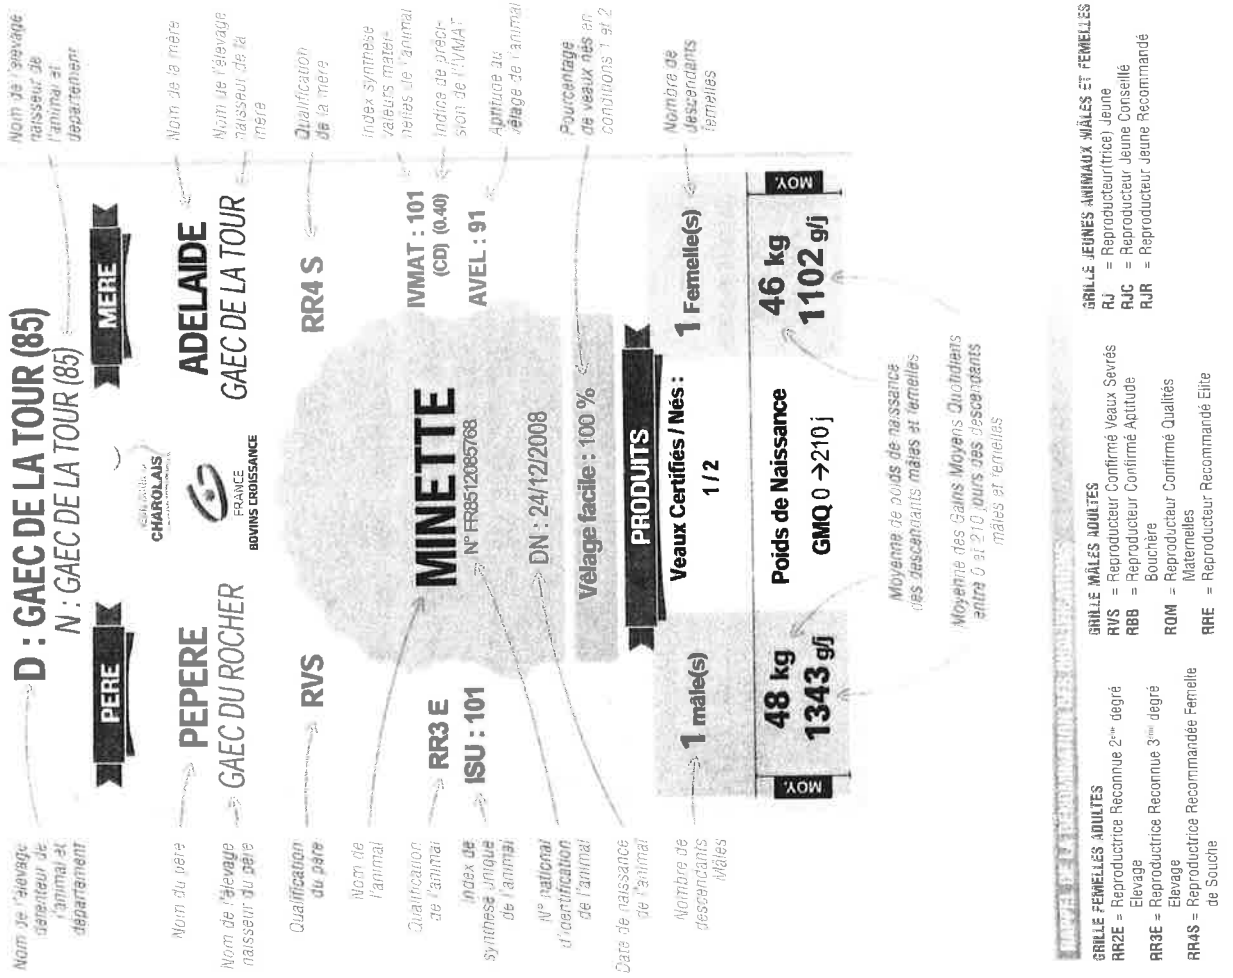 Nom de l'élevage
détenteur de
l'animal et
département
D : GAEC DE LA TOUR (85)
N : GAEC DE LA TOUR (85)
Nom de l'élevage
naisseur de
l'animal et
département
PERE
MERE
Nom du père
PEPERE
GAEC DU ROCHER
Nom de l'élevage
naisseur du père
CHAROLAIS
FRANCE
BOVINS CROISSANCE
ADELAIDE
GAEC DE LA TOUR
Nom de la mère
Nom de l'élevage
naisseur de la
mère
Qualification
du père
RVS
RR4 S
Qualification
de la mère
Nom de
l'animal
MINETTE
N° FR8512085768
DN : 24/12/2008
Vêlage facile : 100 %
Qualification
de l'animal
RR3 E
ISU : 101
Index de
synthèse unique
de l'animal
N° national
d'identification
de l'animal
Date de naissance
de l'animal
IVMAT : 101
(CD) (0.40)
AVEL : 91
Index synthèse
valeurs mater-
nelles de l'animal
Indice de préci-
sion de l'IVMAT
Aptitude au
vêlage de l'animal
Pourcentage
de veaux nés en
conditions 1 et 2
PRODUITS
Nombre de
descendants
Mâles
1 mâle(s)
Veaux Certifiés / Nés :
1 / 2
1 Femelle(s)
Nombre de
descendants
femelles
MOY.
48 kg
1343 g/j
Poids de Naissance
GMQ 0 →210 j
46 kg
1102 g/j
MOY.
Moyenne de poids de naissance
des descendants mâles et femelles
Moyenne des Gains Moyens Quotidiens
entre 0 et 210 jours des descendants
mâles et femelles
RAPPEL DE LA DÉNOMINATION DES QUALIFICATIONS
GRILLE FEMELLES ADULTES
RR2E = Reproductrice Reconnue 2ème degré
Elevage
RR3E = Reproductrice Reconnue 3ème degré
Elevage
RR4S = Reproductrice Recommandée Femelle
de Souche
GRILLE MÂLES ADULTES
RVS = Reproducteur Confirmé Veaux Sevrés
RBB = Reproducteur Confirmé Aptitude
Bouchère
RQM = Reproducteur Confirmé Qualités
Maternelles
RRE = Reproducteur Recommandé Elite
GRILLE JEUNES ANIMAUX MÂLES ET FEMELLES
RJ = Reproducteur(trice) Jeune
RJC = Reproducteur Jeune Conseillé
RJR = Reproducteur Jeune Recommandé